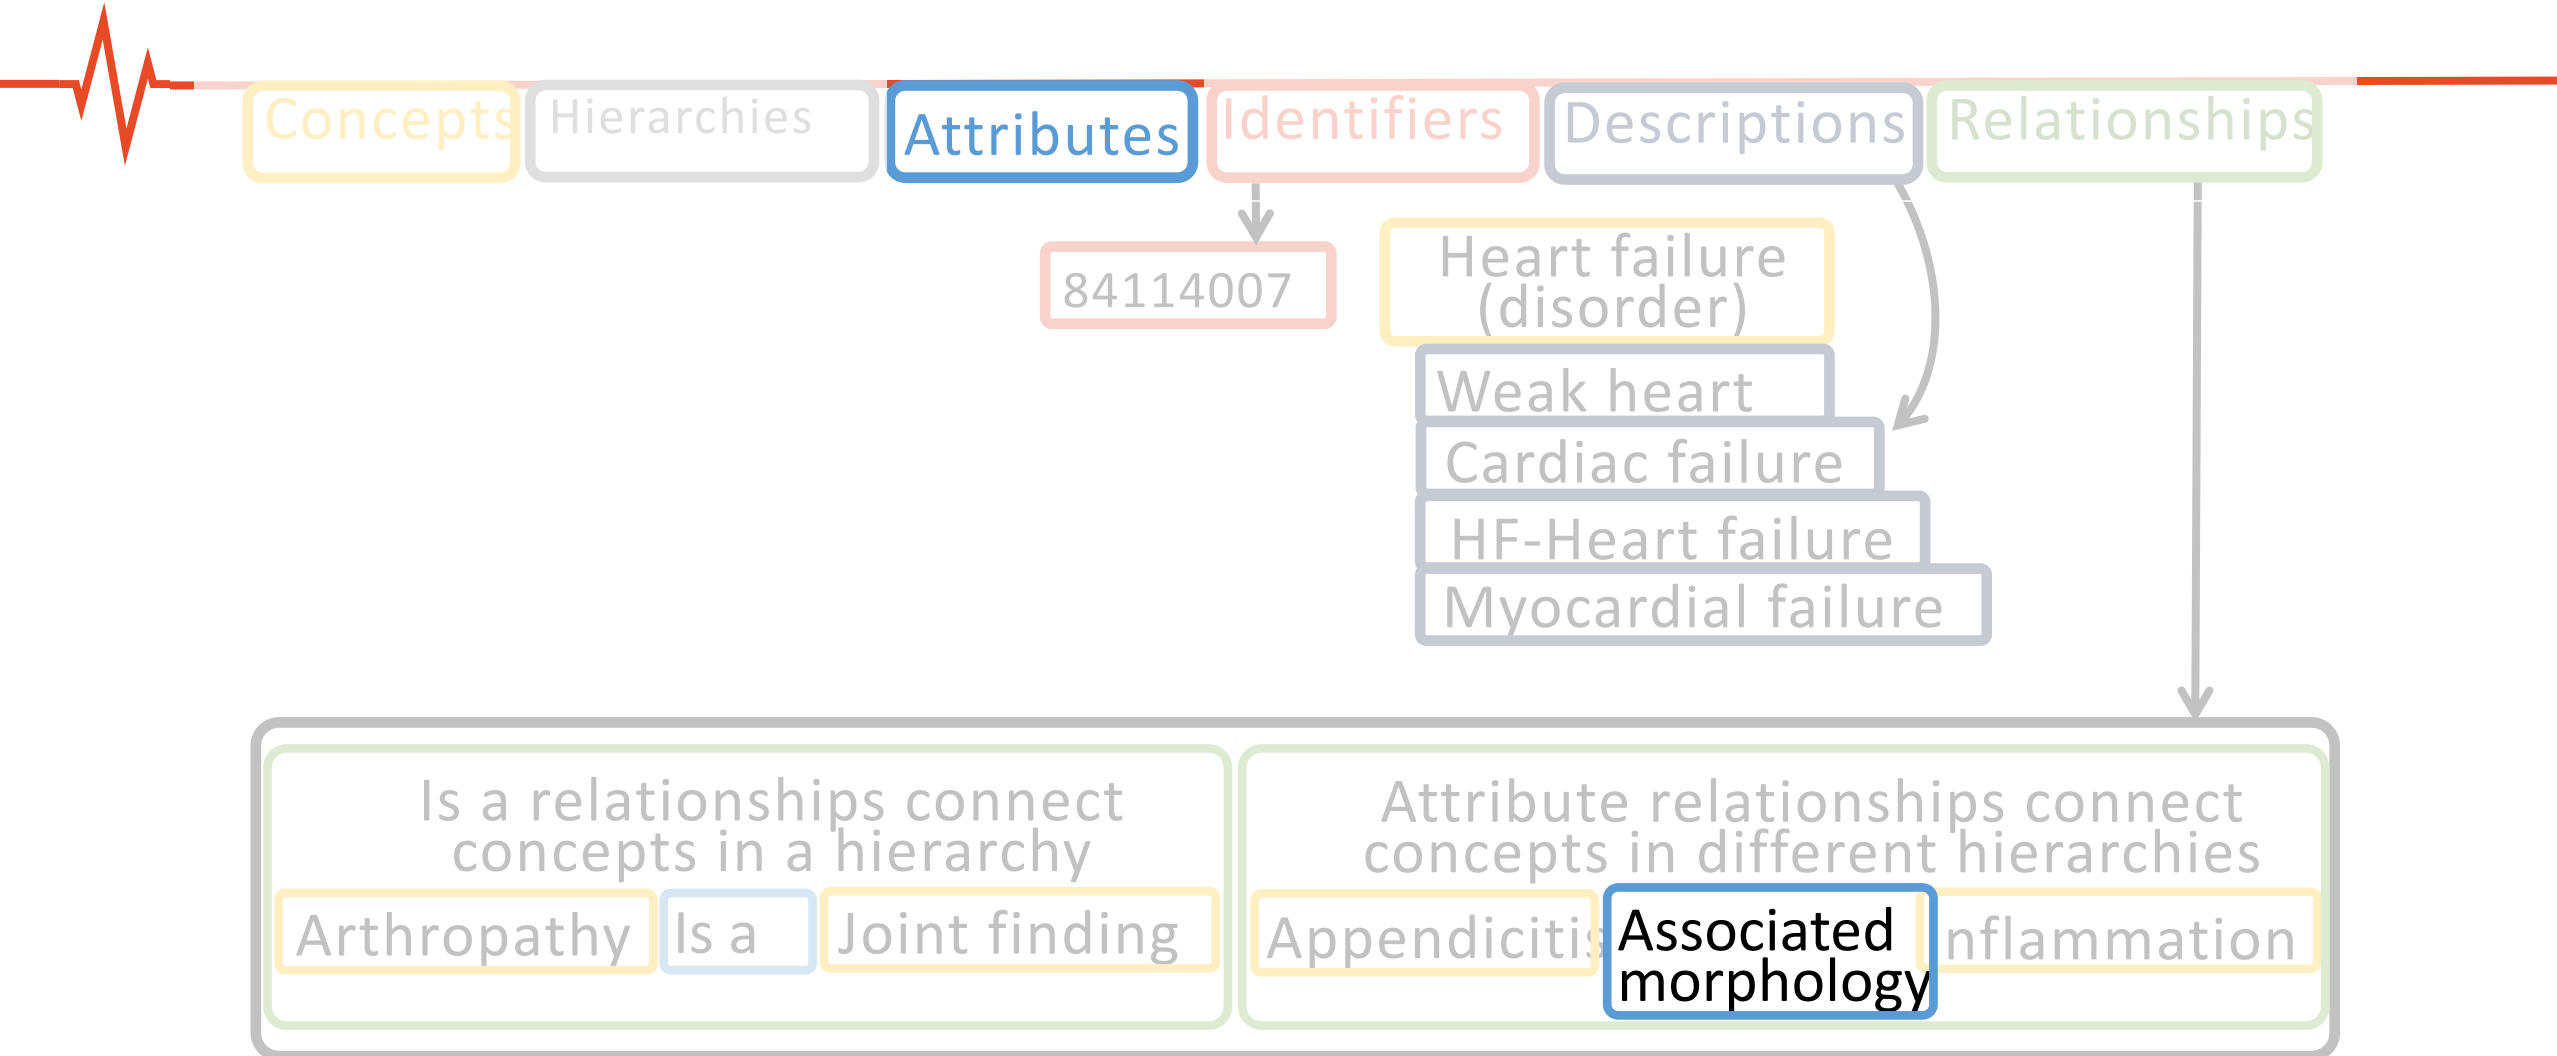 Concepts
Hierarchies
Attributes
Identifiers
Descriptions
Relationships
84114007
Heart failure
(disorder)
Weak heart
Cardiac failure
HF-Heart failure
Myocardial failure
Is a relationships connect
concepts in a hierarchy
Arthropathy
Is a
Joint finding
Attribute relationships connect
concepts in different hierarchies
Appendicitis
Associated
morphology
Inflammation